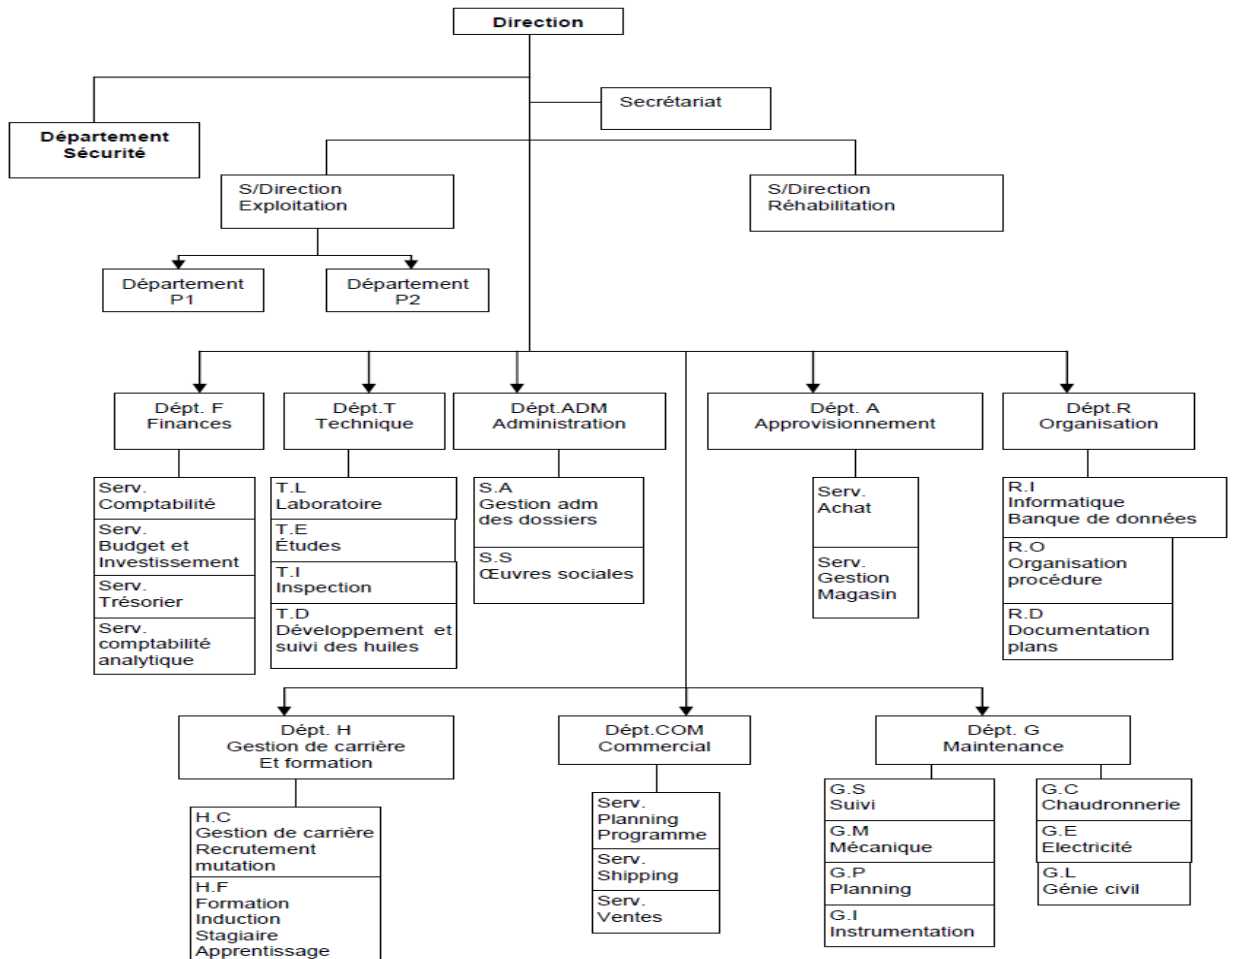 Direction
Secrétariat
Département
Sécurité
S/Direction
Exploitation
S/Direction
Réhabilitation
Département
P1
Département
P2
Dépt. F
Finances
Dépt.T
Technique
Dépt.ADM
Administration
Dépt. A
Approvisionnement
Dépt.R
Organisation
Serv.
Comptabilité
Serv.
Budget et
Investissement
Serv.
Trésorier
Serv.
comptabilité
analytique
T.L
Laboratoire
T.E
Études
T.I
Inspection
T.D
Développement et
suivi des huiles
S.A
Gestion adm
des dossiers
S.S
Œuvres sociales
Serv.
Achat
Serv.
Gestion
Magasin
R.I
Informatique
Banque de données
R.O
Organisation
procédure
R.D
Documentation
plans
Dépt. H
Gestion de carrière
Et formation
Dépt.COM
Commercial
Dépt. G
Maintenance
H.C
Gestion de carrière
Recrutement
mutation
H.F
Formation
Induction
Stagiaire
Apprentissage
Serv.
Planning
Programme
Serv.
Shipping
Serv.
Ventes
G.S
Suivi
G.M
Mécanique
G.P
Planning
G.I
Instrumentation
G.C
Chaudronnerie
G.E
Electricité
G.L
Génie civil